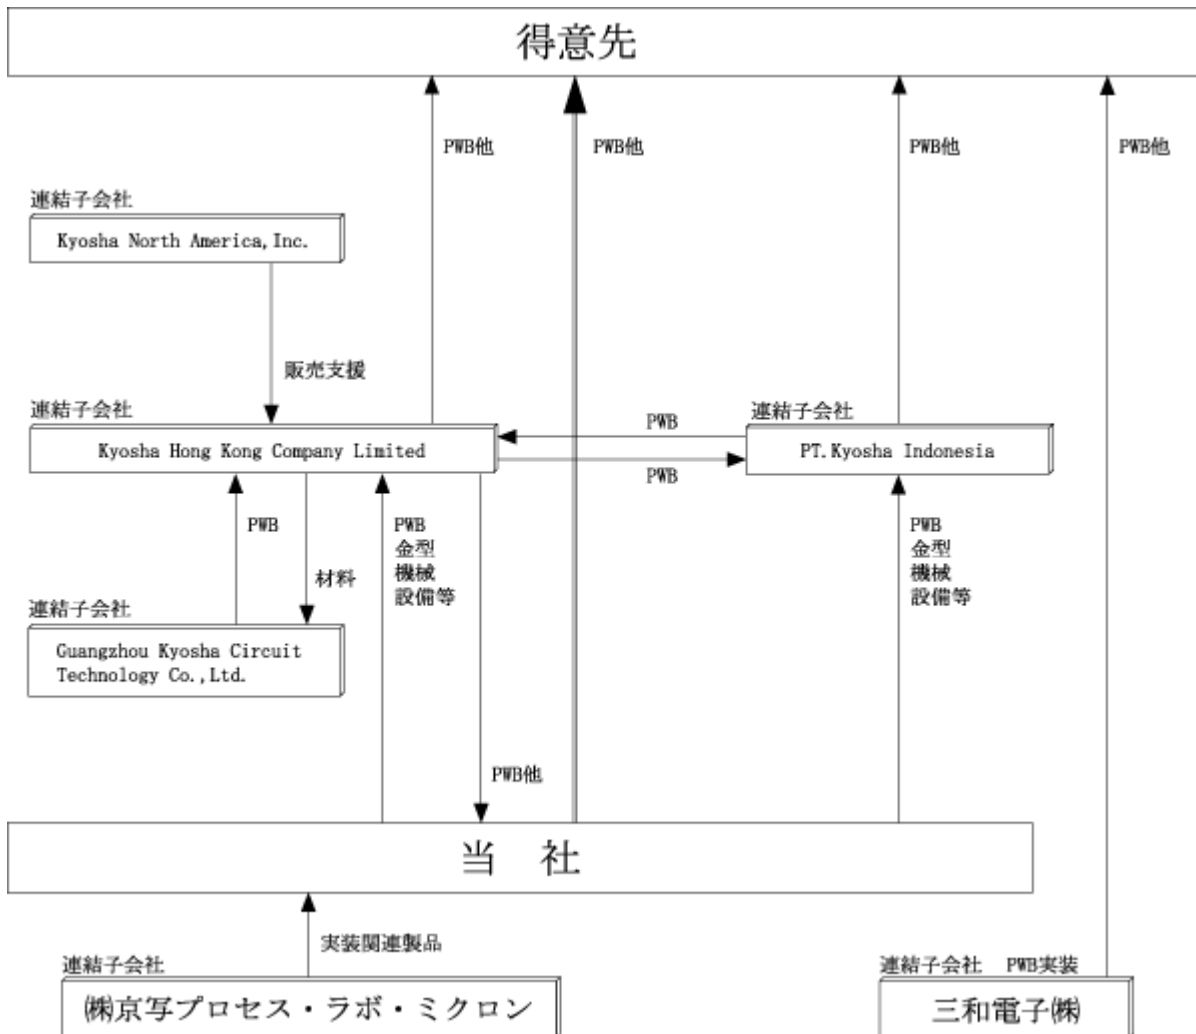 得意先
PWB他
PWB他
PWB他
PWB他
連結子会社
Kyosha North America,Inc.
販売支援
連結子会社
Kyosha Hong Kong Company Limited
PWB
PWB
連結子会社
PT.Kyosha Indonesia
PWB
材料
PWB
金型
機械
設備等
PWB
金型
機械
設備等
連結子会社
Guangzhou Kyosha Circuit
Technology Co.,Ltd.
PWB他
当 社
実装関連製品
連結子会社
㈱京写プロセス・ラボ・ミクロン
連結子会社 PWB実装
三和電子㈱